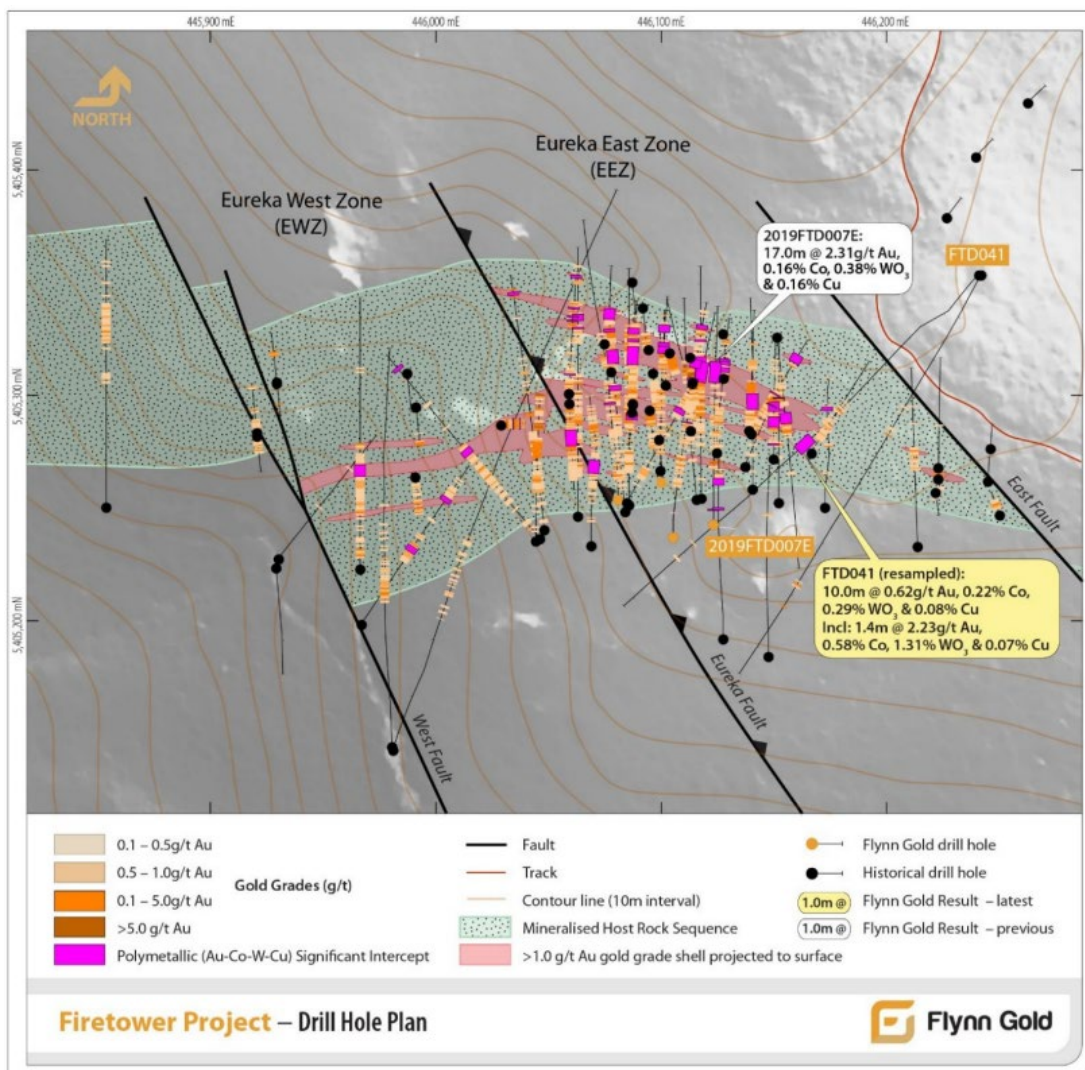 445,900 mE
446,000 mE
446,100 mE
446,200 mE
5,405,400 mN
5,405,300 mN
5,405,200 mN
NORTH
Eureka West Zone
(EWZ)
Eureka East Zone
(EEZ)
2019FTD007E:
17.0m @ 2.31g/t Au,
0.16% Co, 0.38% WO₃
& 0.16% Cu
FTD041
2019FTD007E
FTD041 (resampled):
10.0m @ 0.62g/t Au, 0.22% Co,
0.29% WO₃ & 0.08% Cu
Incl: 1.4m @ 2.23g/t Au,
0.58% Co, 1.31% WO₃ & 0.07% Cu
West Fault
Eureka Fault
East Fault
0.1 – 0.5g/t Au
0.5 – 1.0g/t Au
0.1 – 5.0g/t Au
>5.0 g/t Au
Polymetallic (Au-Co-W-Cu) Significant Intercept
Gold Grades (g/t)
Fault
Track
Contour line (10m interval)
Mineralised Host Rock Sequence
>1.0 g/t Au gold grade shell projected to surface
Flynn Gold drill hole
Historical drill hole
1.0m @ Flynn Gold Result – latest
1.0m @ Flynn Gold Result – previous
Firetower Project – Drill Hole Plan
Flynn Gold